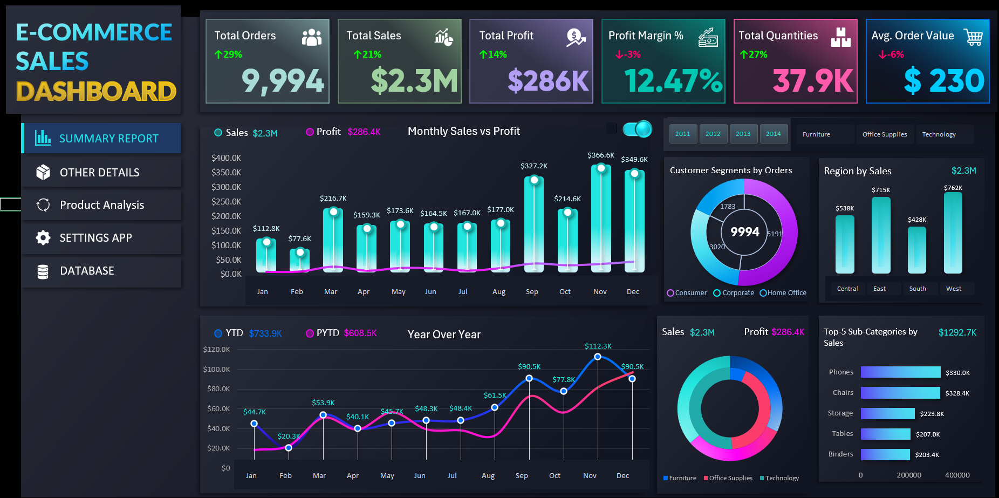 E-COMMERCE
SALES
DASHBOARD
SUMMARY REPORT
OTHER DETAILS
Product Analysis
SETTINGS APP
DATABASE
Total Orders
↑29%
9,994
Total Sales
↑21%
$2.3M
Total Profit
↑14%
$286K
Profit Margin %
↓-3%
12.47%
Total Quantities
↑27%
37.9K
Avg. Order Value
↓-6%
$ 230
Sales $2.3M Profit $286.4K Monthly Sales vs Profit
$400.0K
$350.0K
$300.0K
$250.0K
$200.0K
$150.0K
$100.0K
$50.0K
$0.0K
$112.8K $77.6K $216.7K $159.3K $173.6K $164.5K $167.0K $177.0K $327.2K $214.6K $366.6K $349.6K
Jan Feb Mar Apr May Jun Jul Aug Sep Oct Nov Dec
2011 2012 2013 2014
Furniture Office Supplies Technology
Customer Segments by Orders
1783
9994
5191
3020
Consumer Corporate Home Office
Region by Sales $2.3M
$538K $715K $428K $762K
Central East South West
YTD $733.9K PYTD $608.5K Year Over Year
$120.0K
$100.0K
$80.0K
$60.0K
$40.0K
$20.0K
$0
$44.7K $20.3K $53.9K $40.1K $45.7K $48.3K $48.4K $61.5K $90.5K $77.8K $112.3K $90.5K
Jan Feb Mar Apr May Jun Jul Aug Sep Oct Nov Dec
Sales $2.3M Profit $286.4K
Furniture Office Supplies Technology
Top-5 Sub-Categories by
Sales
$1292.7K
Phones $330.0K
Chairs $328.4K
Storage $223.8K
Tables $207.0K
Binders $203.4K
0 200000 400000